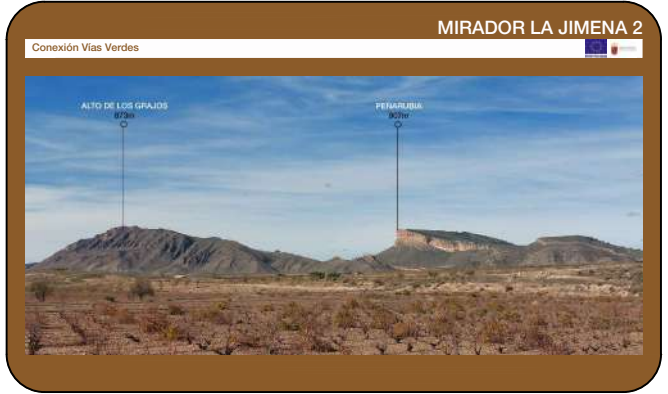 MIRADOR LA JIMENA 2
Conexión Vías Verdes
ALTO DE LOS GRAJOS
873m
PEÑARUBIA
907m